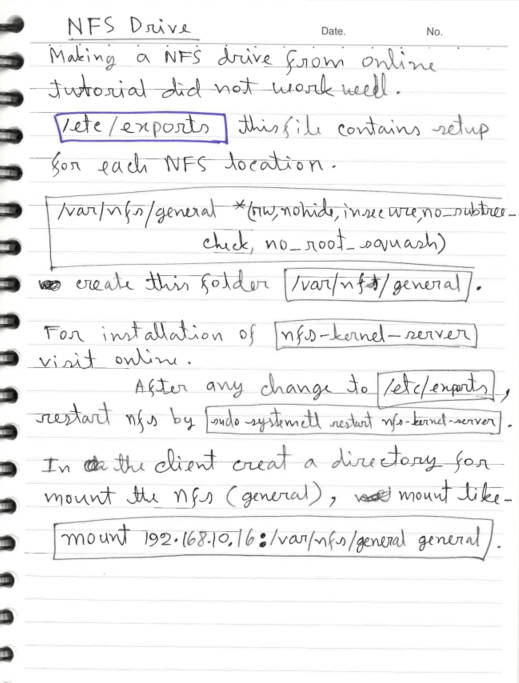 NFS Drive
Date. No.
Making a NFS drive from online
tutorial did not work well.
/etc/exports this file contains setup
for each NFS location.
/var/nfs/general *(rw,nohide,insecure,no_subtree_
check, no_root_squash)
create this folder /var/nfs/general.
For installation of nfs-kernel-server
visit online.
After any change to /etc/exports,
restart nfs by sudo systemctl restart nfs-kernel-server.
In the client creat a directory for
mount the nfs (general), mount like-
mount 192.168.10.16:/var/nfs/general general.